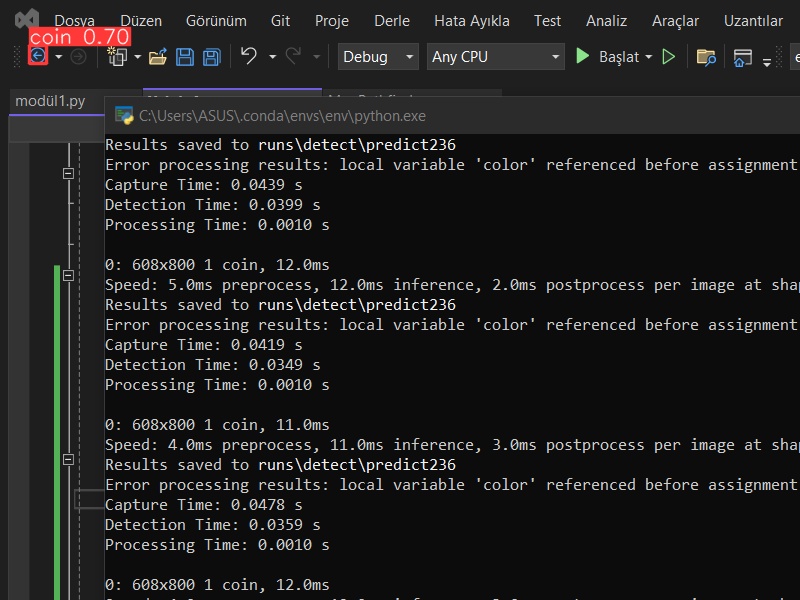 Dosya Düzen Görünüm Git Proje Derle Hata Ayıkla Test Analiz Araçlar Uzantılar
coin 0.70
Debug Any CPU Başlat
modül1.py
C:\Users\ASUS\.conda\envs\env\python.exe
Results saved to runs\detect\predict236
Error processing results: local variable 'color' referenced before assignment
Capture Time: 0.0439 s
Detection Time: 0.0399 s
Processing Time: 0.0010 s
0: 608x800 1 coin, 12.0ms
Speed: 5.0ms preprocess, 12.0ms inference, 2.0ms postprocess per image at shap
Results saved to runs\detect\predict236
Error processing results: local variable 'color' referenced before assignment
Capture Time: 0.0419 s
Detection Time: 0.0349 s
Processing Time: 0.0010 s
0: 608x800 1 coin, 11.0ms
Speed: 4.0ms preprocess, 11.0ms inference, 3.0ms postprocess per image at shap
Results saved to runs\detect\predict236
Error processing results: local variable 'color' referenced before assignment
Capture Time: 0.0478 s
Detection Time: 0.0359 s
Processing Time: 0.0010 s
0: 608x800 1 coin, 12.0ms